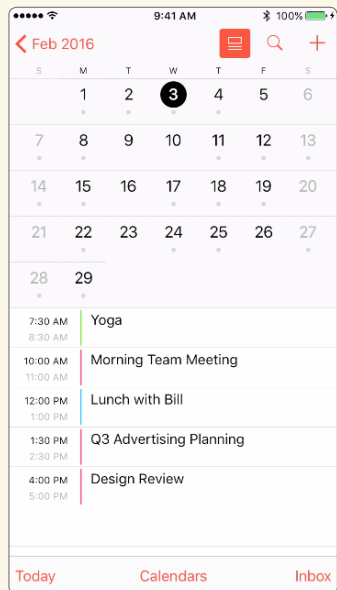 9:41 AM 100%
Feb 2016
S M T W T F S
1 2 3 4 5 6
7 8 9 10 11 12 13
14 15 16 17 18 19 20
21 22 23 24 25 26 27
28 29
7:30 AM Yoga
8:30 AM
10:00 AM Morning Team Meeting
11:00 AM
12:00 PM Lunch with Bill
1:00 PM
1:30 PM Q3 Advertising Planning
2:30 PM
4:00 PM Design Review
5:00 PM
Today Calendars Inbox